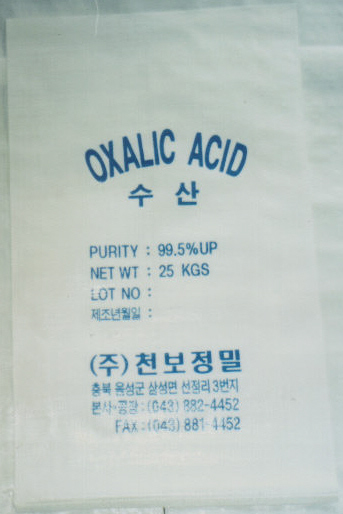 OXALIC ACID
수 산
PURITY : 99.5%UP
NET WT : 25 KGS
LOT NO :
제조년월일 :
(주) 천보정밀
충북 음성군 삼성면 선정리 3번지
본사·공장 : (043) 882-4452
FAX : (043) 881-4452